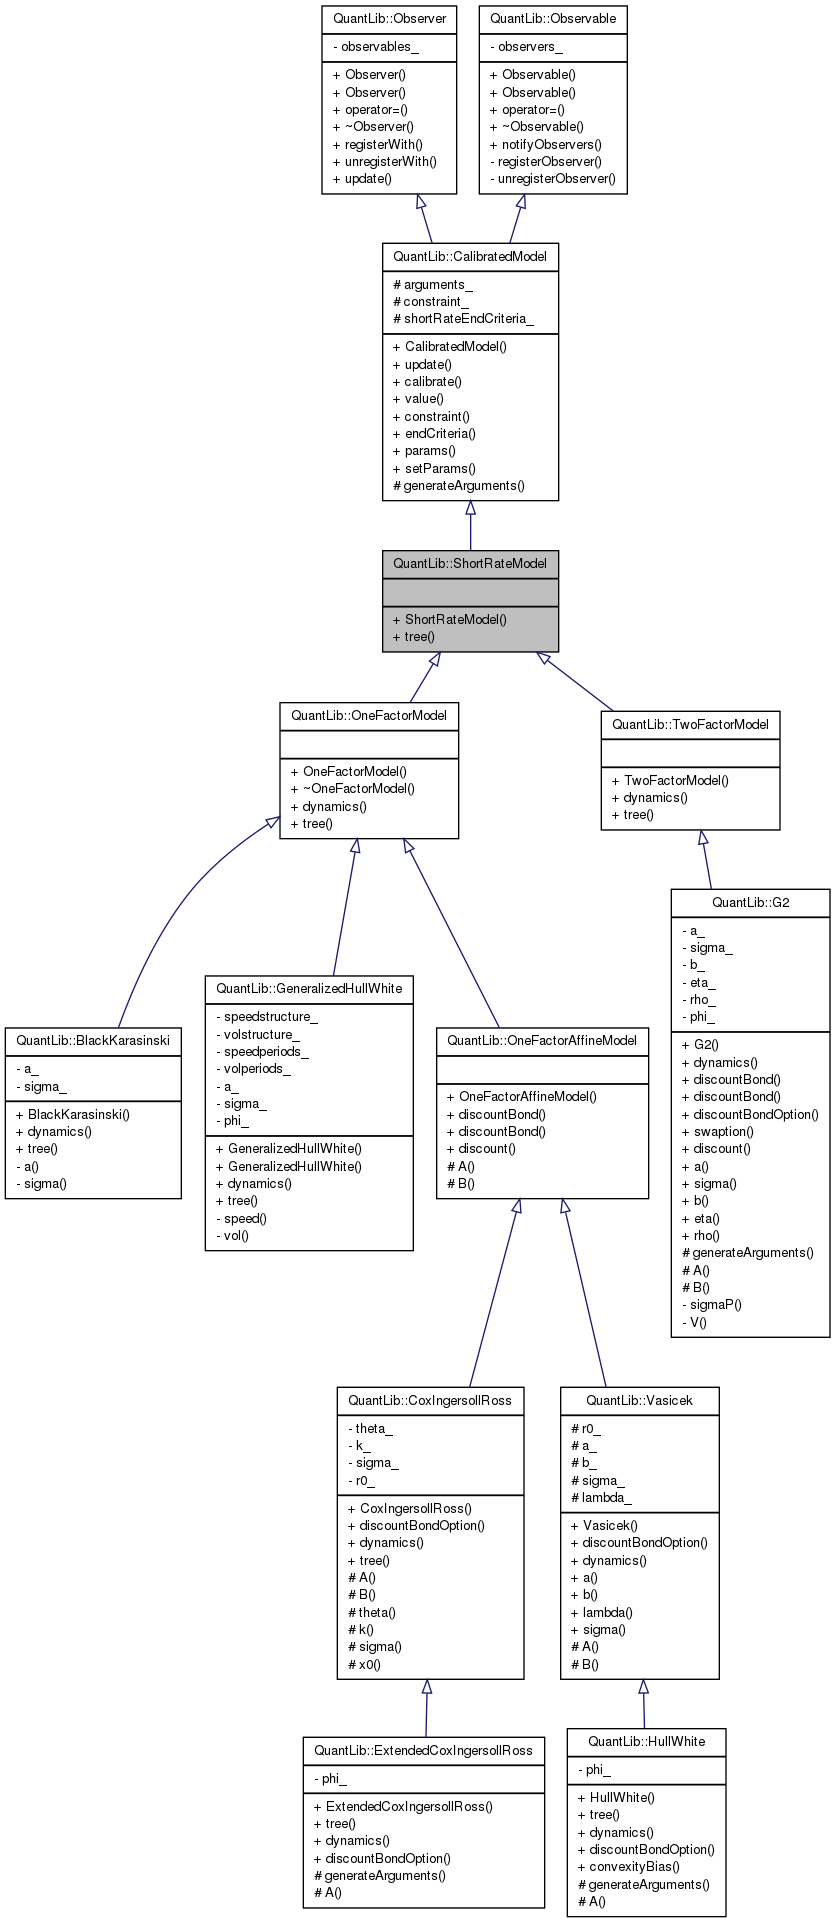 QuantLib::Observer
- observables_
+ Observer()
+ Observer()
+ operator=()
+ ~Observer()
+ registerWith()
+ unregisterWith()
+ update()
QuantLib::Observable
- observers_
+ Observable()
+ Observable()
+ operator=()
+ ~Observable()
+ notifyObservers()
- registerObserver()
- unregisterObserver()
QuantLib::CalibratedModel
# arguments_
# constraint_
# shortRateEndCriteria_
+ CalibratedModel()
+ update()
+ calibrate()
+ value()
+ constraint()
+ endCriteria()
+ params()
+ setParams()
# generateArguments()
QuantLib::ShortRateModel
+ ShortRateModel()
+ tree()
QuantLib::OneFactorModel
+ OneFactorModel()
+ ~OneFactorModel()
+ dynamics()
+ tree()
QuantLib::TwoFactorModel
+ TwoFactorModel()
+ dynamics()
+ tree()
QuantLib::BlackKarasinski
- a_
- sigma_
+ BlackKarasinski()
+ dynamics()
+ tree()
- a()
- sigma()
QuantLib::GeneralizedHullWhite
- speedstructure_
- volstructure_
- speedperiods_
- volperiods_
- a_
- sigma_
- phi_
+ GeneralizedHullWhite()
+ GeneralizedHullWhite()
+ dynamics()
+ tree()
- speed()
- vol()
QuantLib::OneFactorAffineModel
+ OneFactorAffineModel()
+ discountBond()
+ discountBond()
+ discount()
# A()
# B()
QuantLib::G2
- a_
- sigma_
- b_
- eta_
- rho_
- phi_
+ G2()
+ dynamics()
+ discountBond()
+ discountBond()
+ discountBondOption()
+ swaption()
+ discount()
+ a()
+ sigma()
+ b()
+ eta()
+ rho()
# generateArguments()
# A()
# B()
- sigmaP()
- V()
QuantLib::CoxIngersollRoss
- theta_
- k_
- sigma_
- r0_
+ CoxIngersollRoss()
+ discountBondOption()
+ dynamics()
+ tree()
# A()
# B()
# theta()
# k()
# sigma()
# x0()
QuantLib::Vasicek
# r0_
# a_
# b_
# sigma_
# lambda_
+ Vasicek()
+ discountBondOption()
+ dynamics()
+ a()
+ b()
+ lambda()
+ sigma()
# A()
# B()
QuantLib::ExtendedCoxIngersollRoss
- phi_
+ ExtendedCoxIngersollRoss()
+ tree()
+ dynamics()
+ discountBondOption()
# generateArguments()
# A()
QuantLib::HullWhite
- phi_
+ HullWhite()
+ tree()
+ dynamics()
+ discountBondOption()
+ convexityBias()
# generateArguments()
# A()